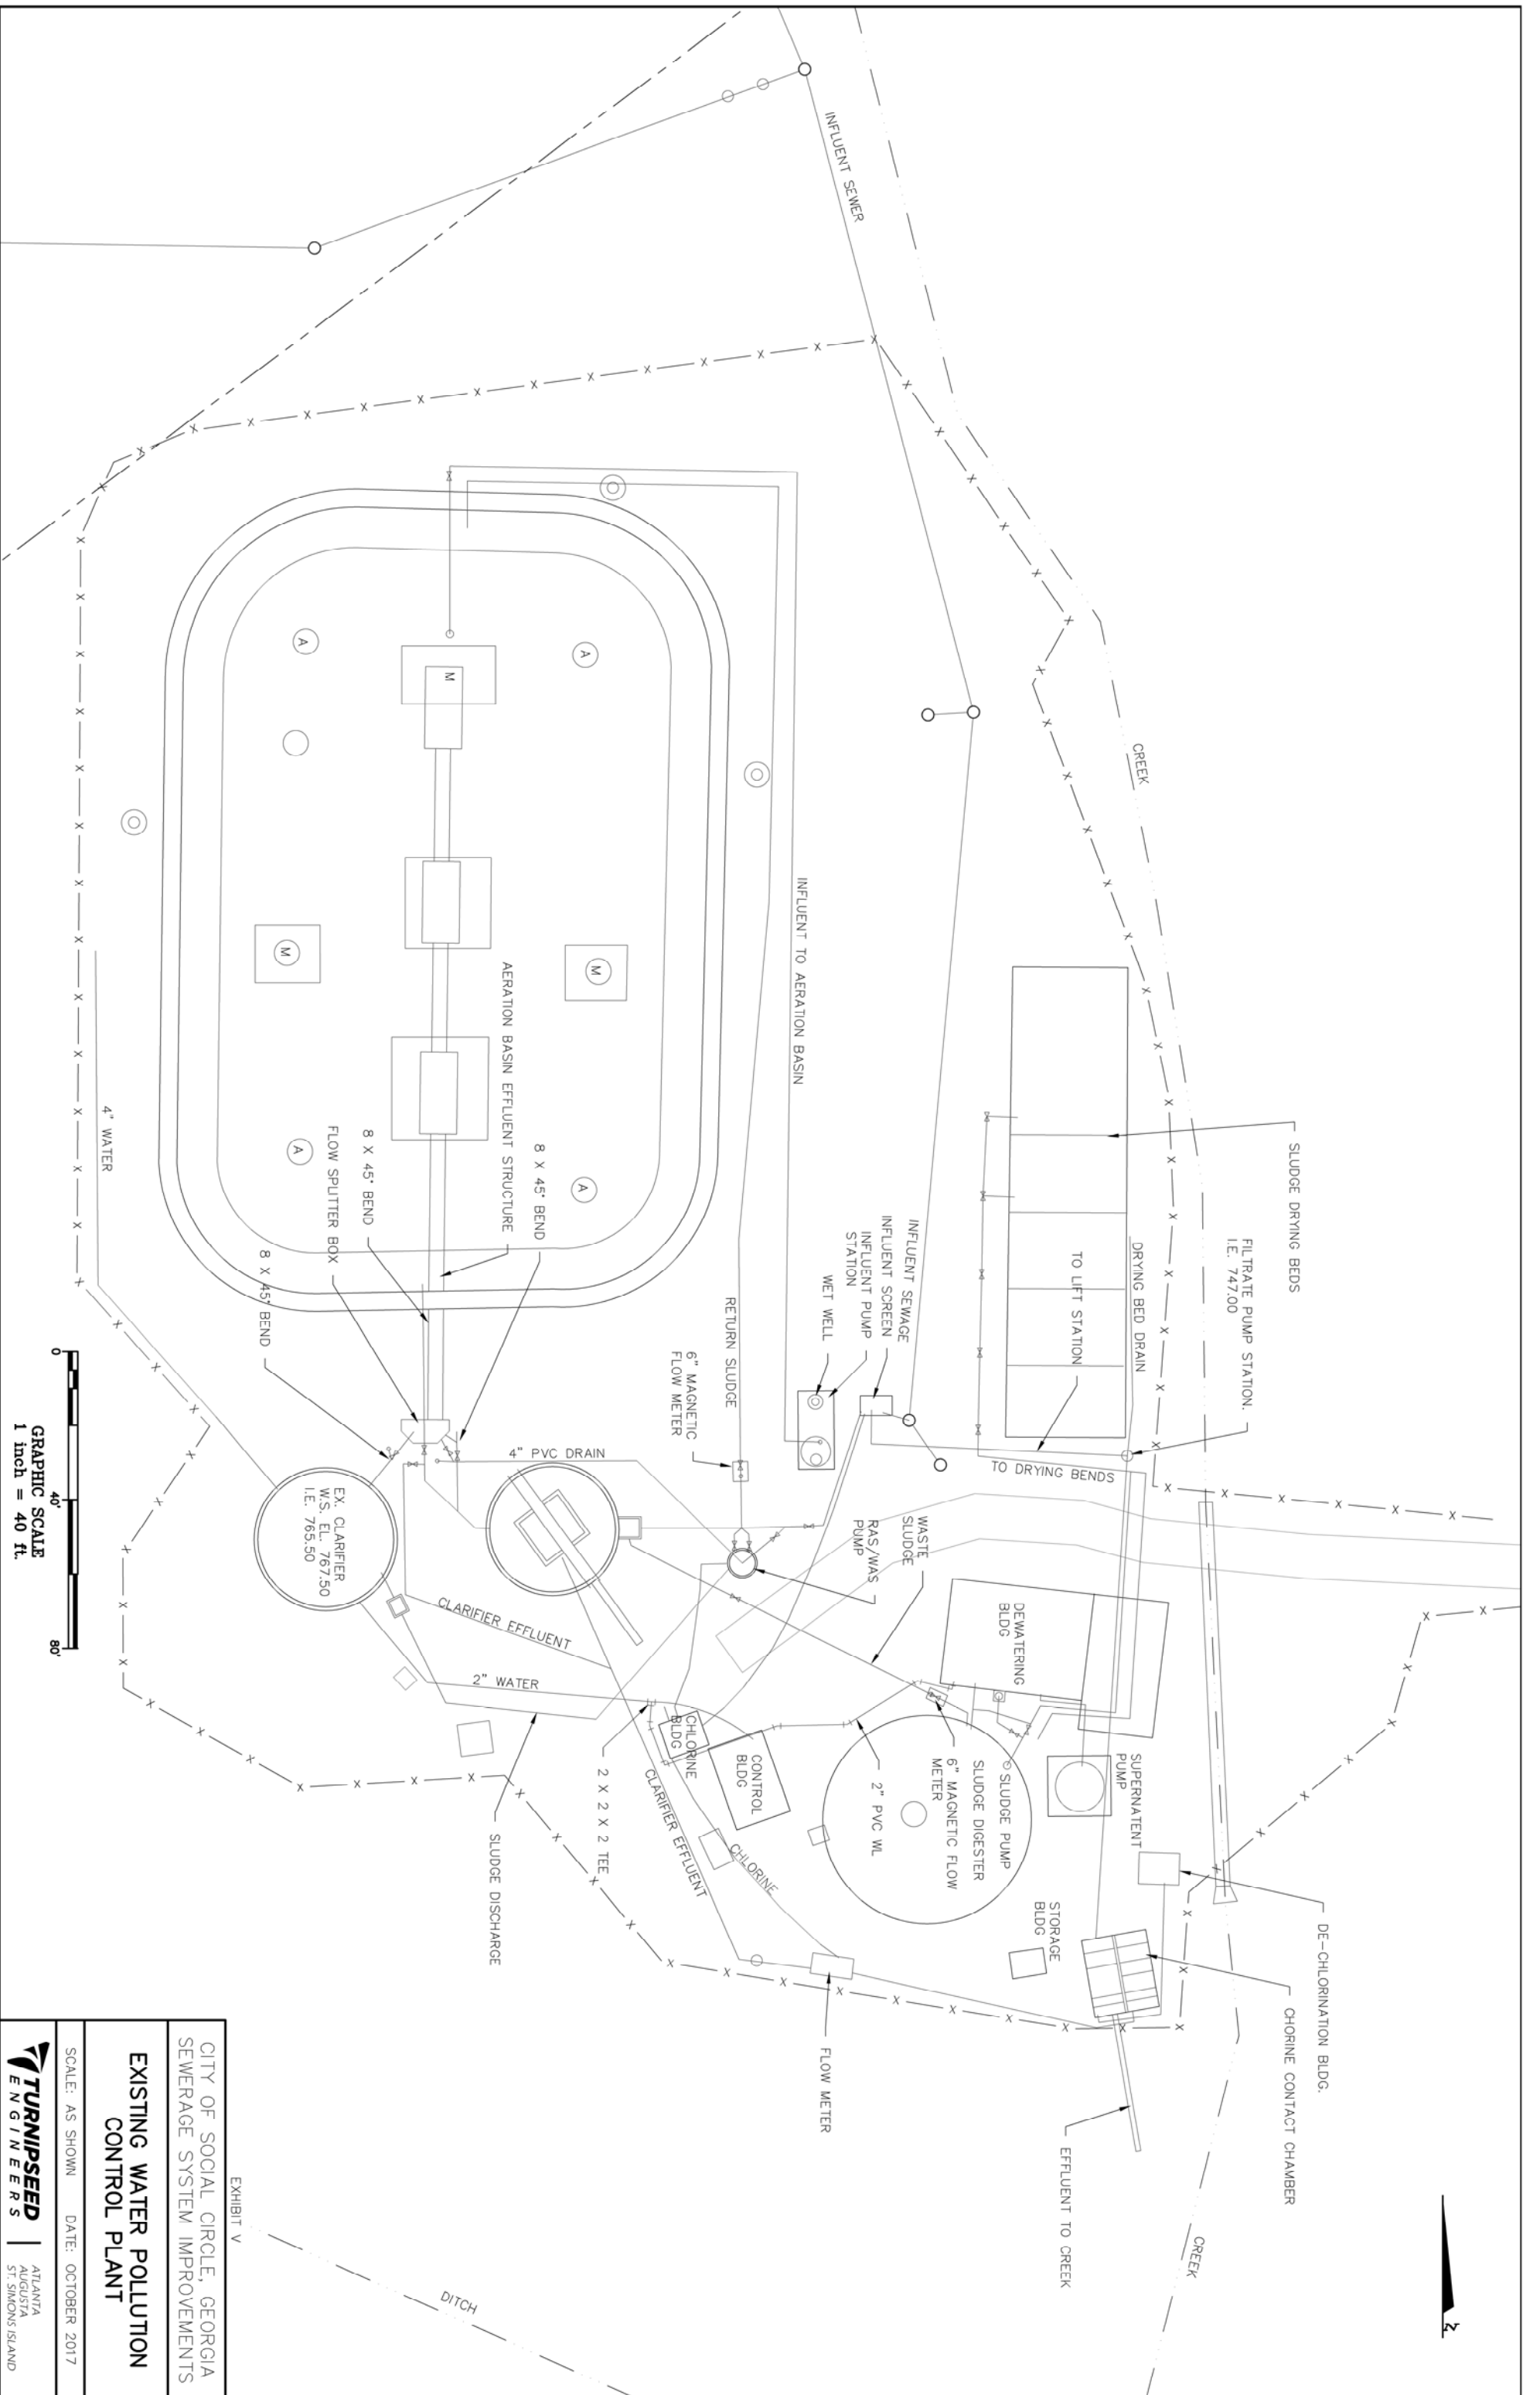 INFLUENT SEWER
CREEK
INFLUENT TO AERATION BASIN
AERATION BASIN EFFLUENT STRUCTURE
A
A
M
M
M
A
A
4" WATER
8 X 45° BEND
FLOW SPLITTER BOX
8 X 45° BEND
8 X 45° BEND
SLUDGE DRYING BEDS
FILTRATE PUMP STATION.
I.E. 747.00
DRYING BED DRAIN
TO LIFT STATION
INFLUENT SEWAGE
INFLUENT SCREEN
INFLUENT PUMP
STATION
WET WELL
RETURN SLUDGE
6" MAGNETIC
FLOW METER
4" PVC DRAIN
TO DRYING BENDS
EX. CLARIFIER
W.S. EL. 767.50
I.E. 765.50
WASTE
SLUDGE
RAS/WAS
PUMP
DEWATERING
BLDG
CLARIFIER EFFLUENT
2" WATER
CHLORINE
BLDG
CONTROL
BLDG
SUPERNATENT
PUMP
SLUDGE PUMP
SLUDGE DIGESTER
6" MAGNETIC FLOW
METER
2" PVC WL
2 X 2 X 2 TEE
CLARIFIER EFFLUENT
CHLORINE
SLUDGE DISCHARGE
STORAGE
BLDG
DE-CHLORINATION BLDG.
CHORINE CONTACT CHAMBER
FLOW METER
EFFLUENT TO CREEK
CREEK
DITCH
N
0
40'
80'
GRAPHIC SCALE
1 inch = 40 ft.
EXHIBIT V
CITY OF SOCIAL CIRCLE, GEORGIA
SEWERAGE SYSTEM IMPROVEMENTS
EXISTING WATER POLLUTION
CONTROL PLANT
SCALE: AS SHOWN DATE: OCTOBER 2017
TURNIPSEED
ENGINEERS
ATLANTA
AUGUSTA
ST. SIMONS ISLAND